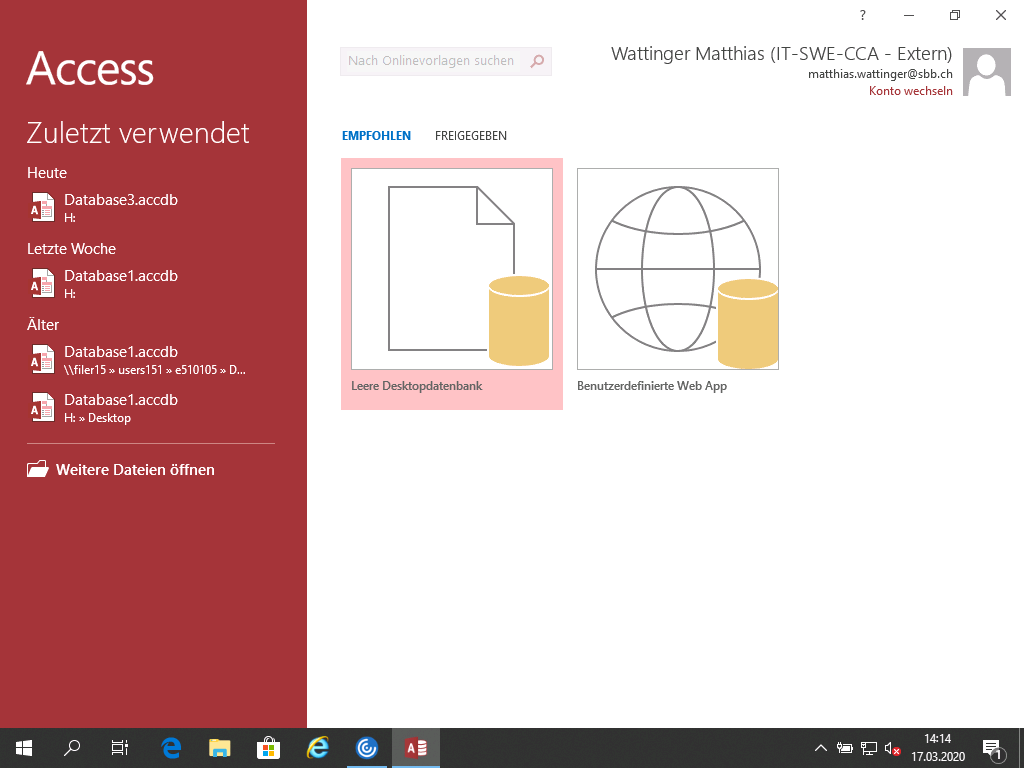 Access
Zuletzt verwendet
Heute
Database3.accdb
H:
Letzte Woche
Database1.accdb
H:
Älter
Database1.accdb
\\filer15 » users151 » e510105 » D...
Database1.accdb
H: » Desktop
Weitere Dateien öffnen
?
Nach Onlinevorlagen suchen
Wattinger Matthias (IT-SWE-CCA - Extern)
matthias.wattinger@sbb.ch
Konto wechseln
EMPFOHLEN
FREIGEGEBEN
Leere Desktopdatenbank
Benutzerdefinierte Web App
14:14
17.03.2020
1